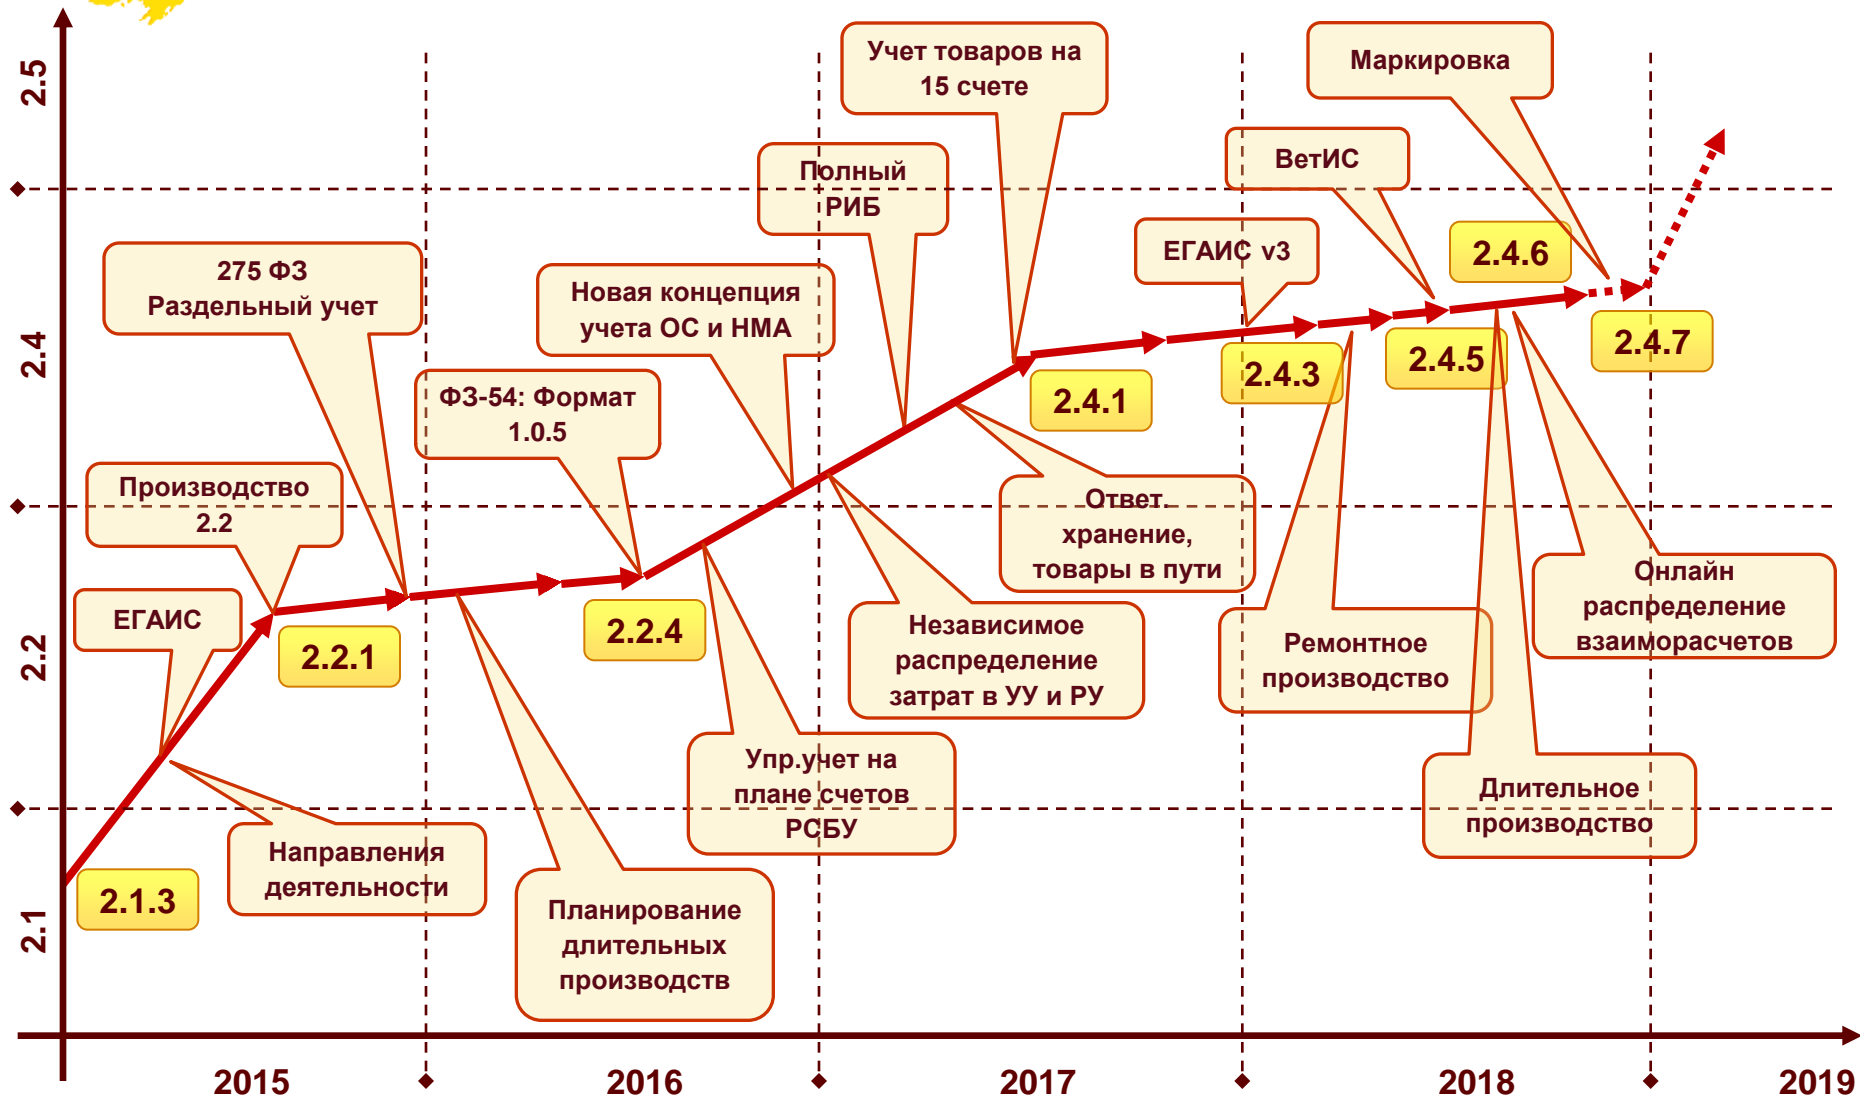 2.5
2.4
2.2
2.1
Учет товаров на
15 счете
Маркировка
Полный
РИБ
ВетИС
275 ФЗ
Раздельный учет
Новая концепция
учета ОС и НМА
ЕГАИС v3
2.4.6
ФЗ-54: Формат
1.0.5
2.4.1
2.4.3
2.4.5
2.4.7
Производство
2.2
Ответ.
хранение,
товары в пути
ЕГАИС
2.2.1
2.2.4
Независимое
распределение
затрат в УУ и РУ
Ремонтное
производство
Онлайн
распределение
взаиморасчетов
Упр.учет на
плане счетов
РСБУ
Длительное
производство
2.1.3
Направления
деятельности
Планирование
длительных
производств
2015
2016
2017
2018
2019